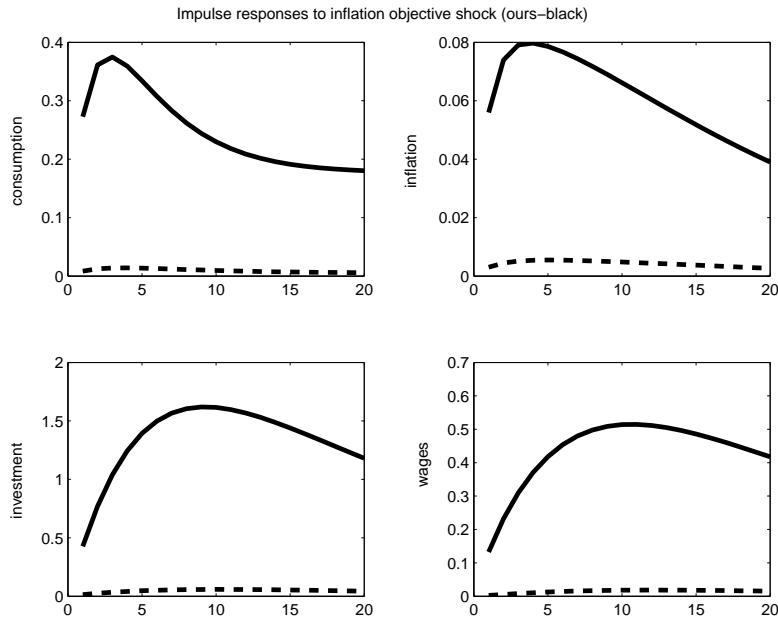 Impulse responses to inflation objective shock (ours−black)
0.4
0.3
0.2
0.1
0
consumption
0 5 10 15 20
0.08
0.06
0.04
0.02
0
inflation
0 5 10 15 20
2
1.5
1
0.5
0
investment
0 5 10 15 20
0.7
0.6
0.5
0.4
0.3
0.2
0.1
0
wages
0 5 10 15 20